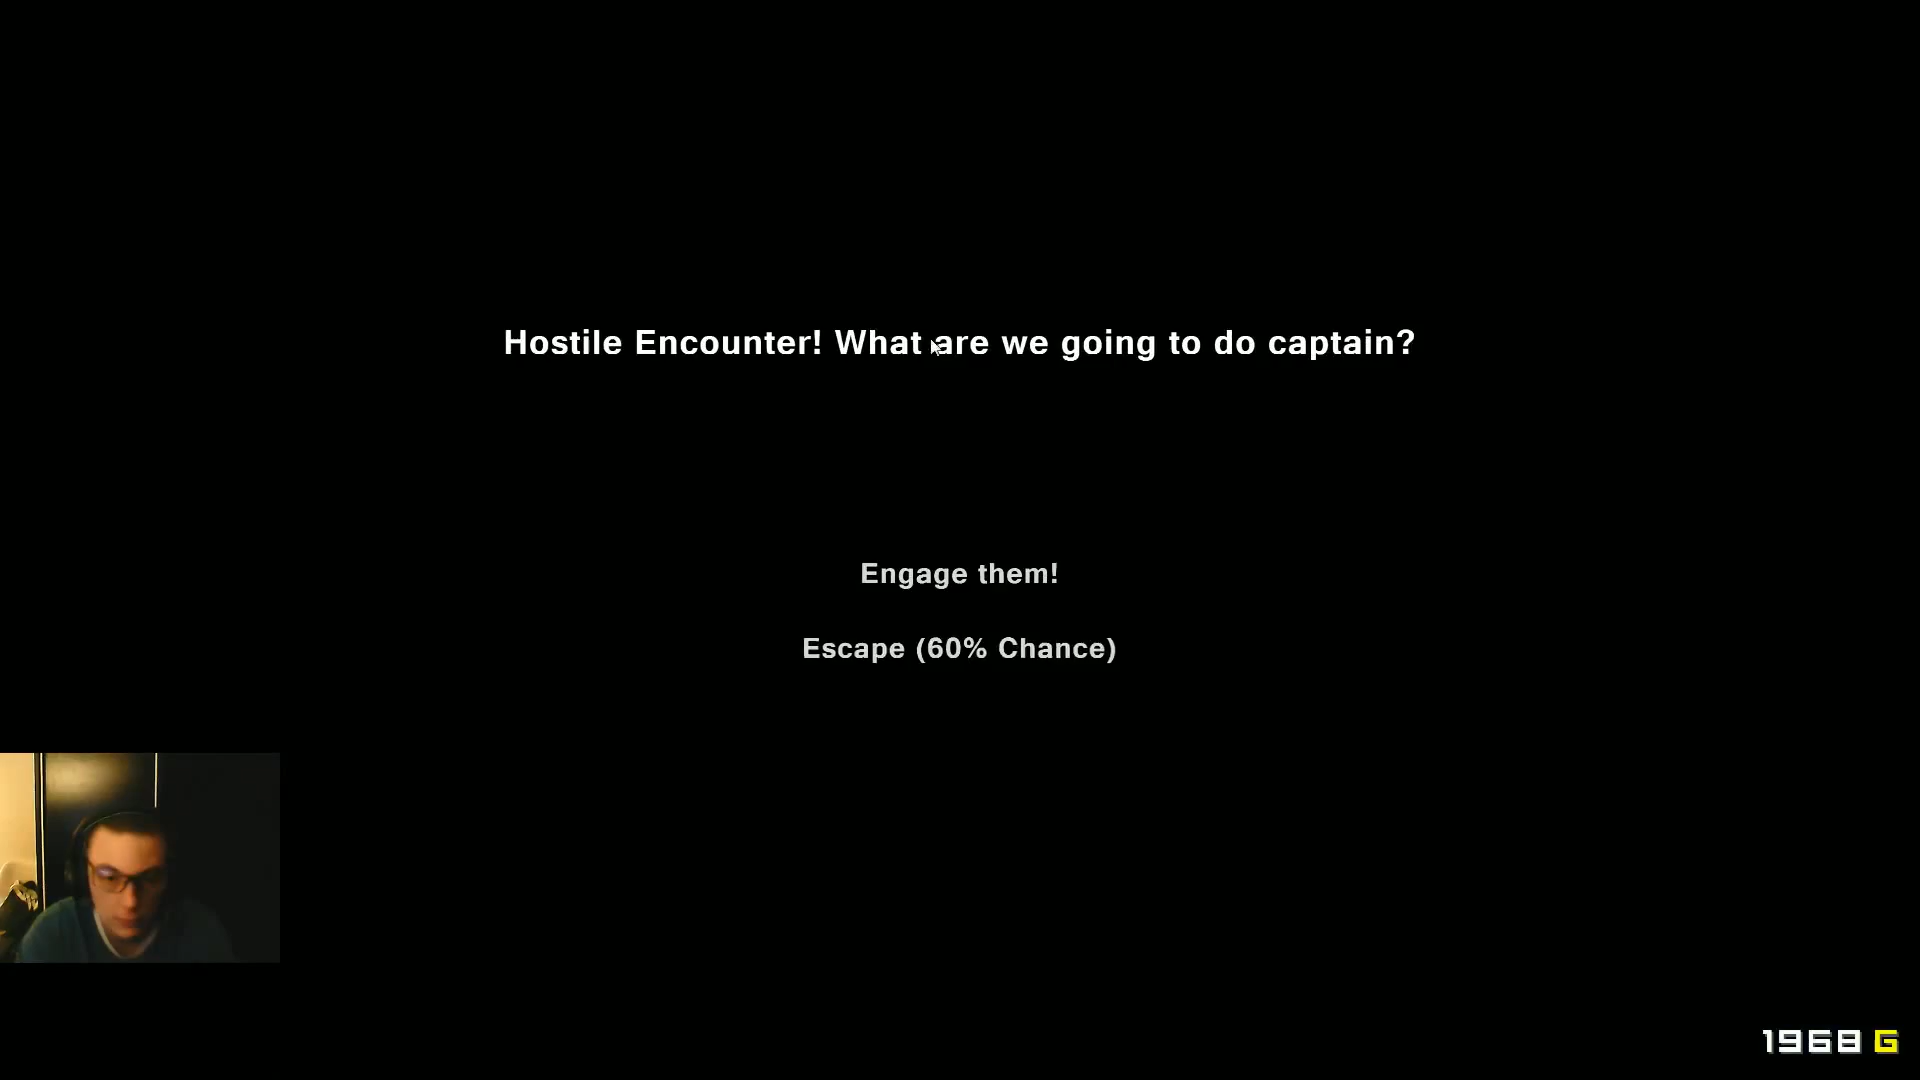 Hostile Encounter! What are we going to do captain?
Engage them!
Escape (60% Chance)
1968 G